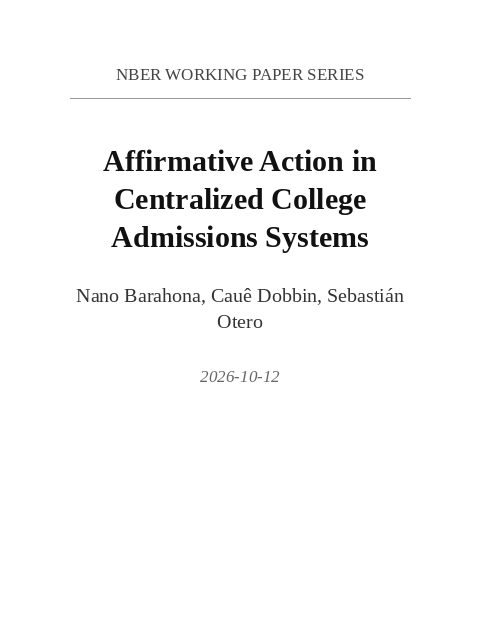 NBER WORKING PAPER SERIES
Affirmative Action in
Centralized College
Admissions Systems
Nano Barahona, Cauê Dobbin, Sebastián
Otero
2026-10-12